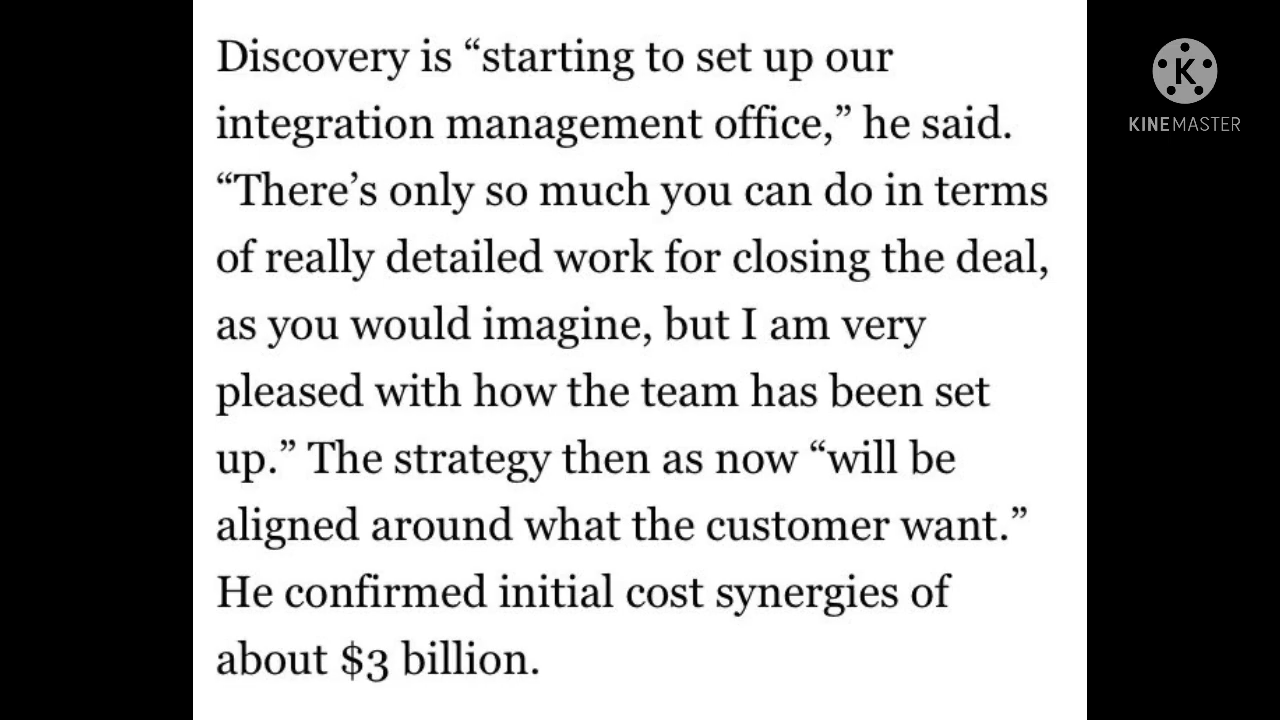 Discovery is “starting to set up our
integration management office,” he said.
“There’s only so much you can do in terms
of really detailed work for closing the deal,
as you would imagine, but I am very
pleased with how the team has been set
up.” The strategy then as now “will be
aligned around what the customer want.”
He confirmed initial cost synergies of
about $3 billion.
K
KINEMASTER